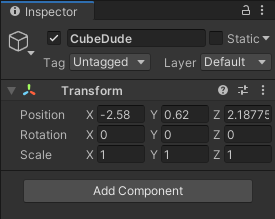 Inspector
CubeDude Static
Tag Untagged Layer Default
Transform
Position X -2.58 Y 0.62 Z 2.18775
Rotation X 0 Y 0 Z 0
Scale X 1 Y 1 Z 1
Add Component